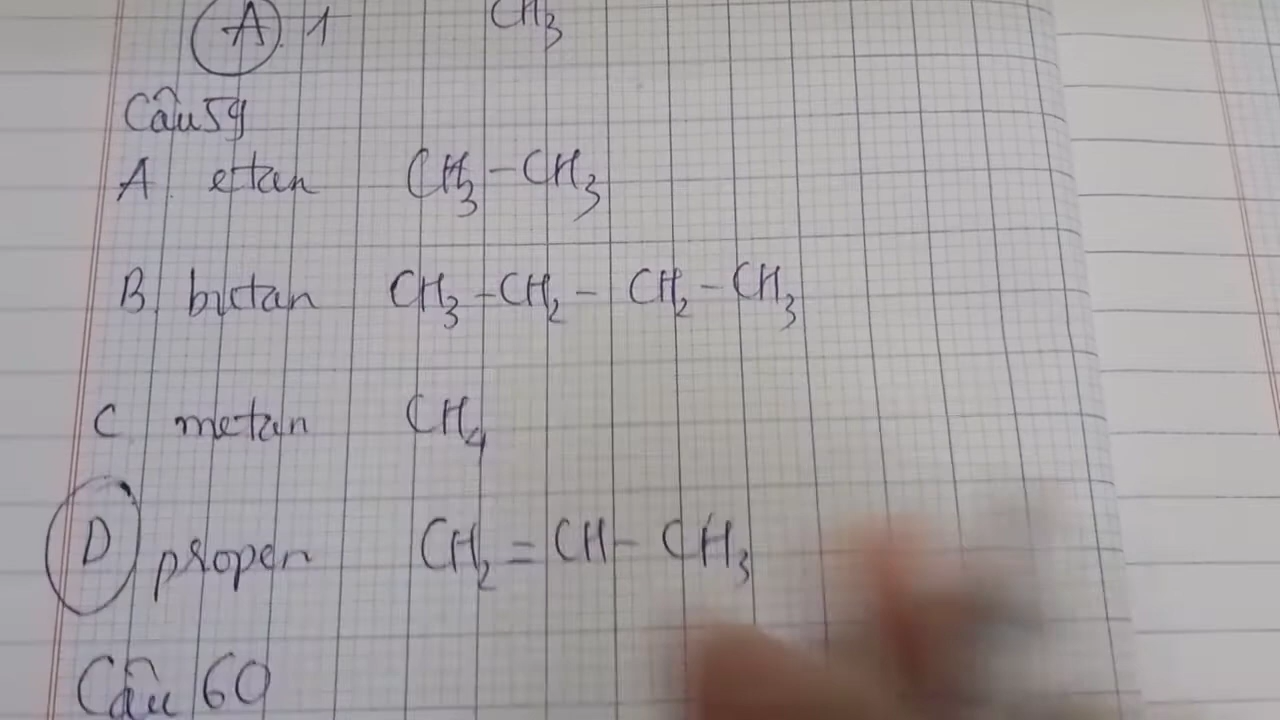 A. 1 CH3
Câu 59
A. etan CH3-CH3
B. butan CH3-CH2-CH2-CH3
C metan CH4
D propen CH2=CH-CH3
Câu 60